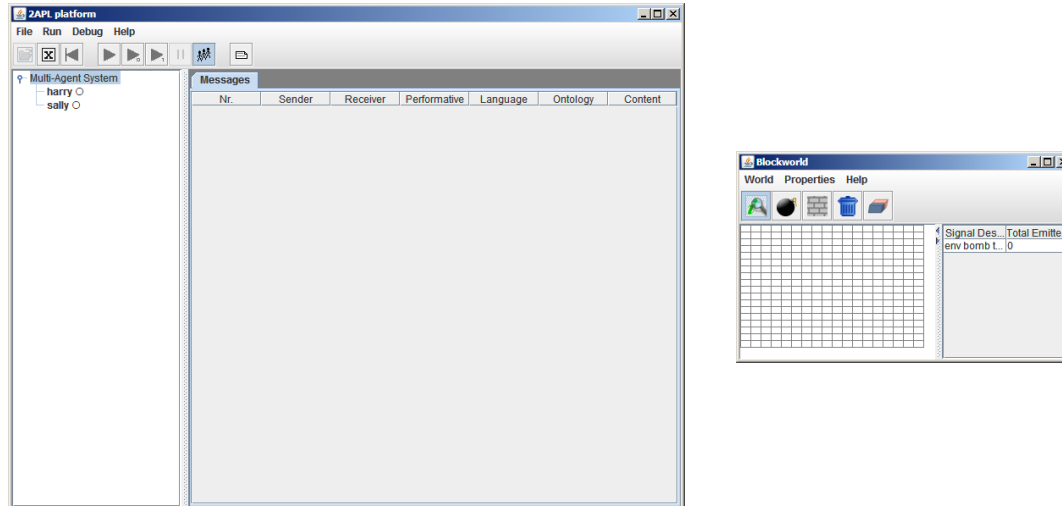 2APL platform
File Run Debug Help
Multi-Agent System
harry
sally
Messages
Nr. Sender Receiver Performative Language Ontology Content
Blockworld
World Properties Help
Signal Des... Total Emitte
env bomb t... 0